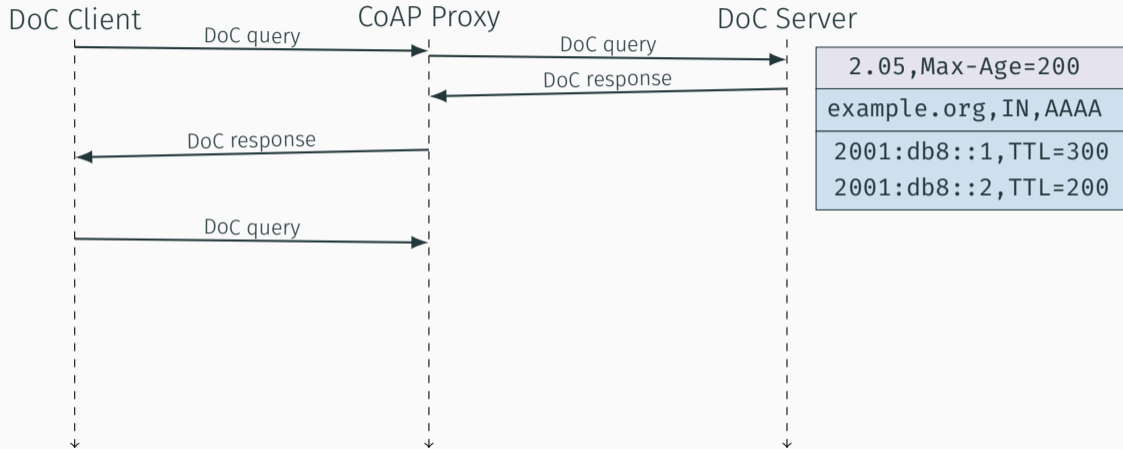 DoC Client
CoAP Proxy
DoC Server
DoC query
DoC query
DoC response
DoC response
DoC query
2.05,Max-Age=200
example.org,IN,AAAA
2001:db8::1,TTL=300
2001:db8::2,TTL=200